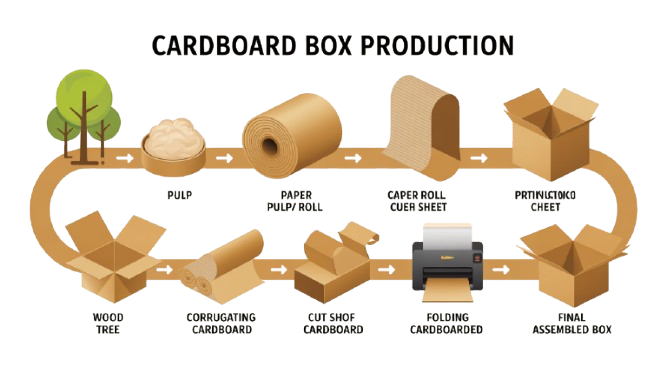 CARDBOARD BOX PRODUCTION
PULP
PAPER
PULP/ ROLL
CAPER ROLL
CUER SHEET
CHEET
WOOD
TREE
CORRUGATING
CARDBOARD
CUT SHOF
CARDBOARD
FOLDING
CARDBOARDED
FINAL
ASSEMBLED BOX